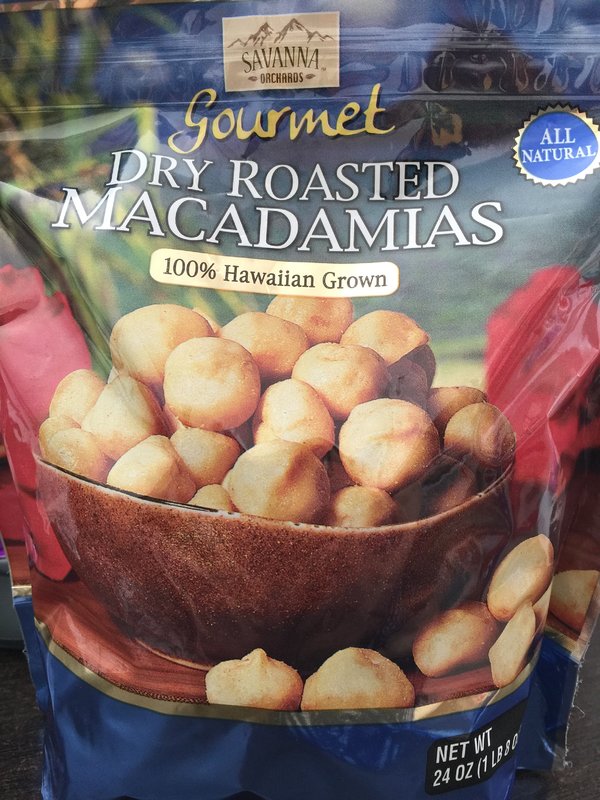 SAVANNA
ORCHARDS
Gourmet
ALL
NATURAL
DRY ROASTED
MACADAMIAS
100% Hawaiian Grown
NET WT
24 OZ (1 LB 8 O